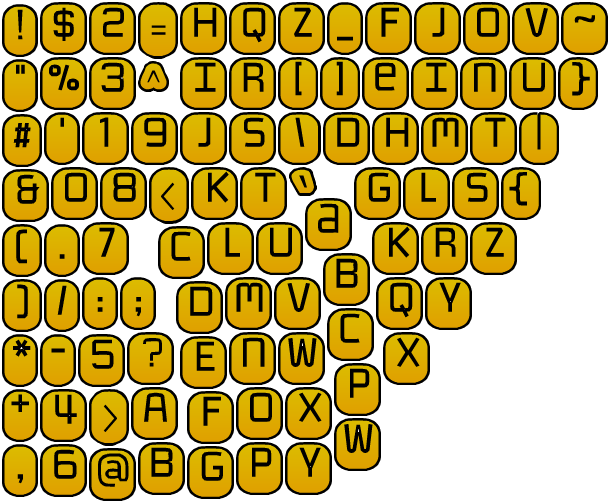 ! $ 2 = H Q Z _ F J O V ~
" % 3 ^ I R [ ] e I N U }
# ' 1 9 J S \ D H M T |
& 0 8 < K T ` G L S {
( . 7 C L U a K R Z
) / : ; D M V B Q Y
* - 5 ? E N W C X
+ 4 > A F O X P
, 6 @ B G P Y W